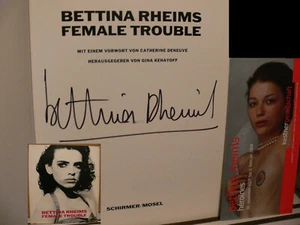 BETTINA RHEIMS
FEMALE TROUBLE
MIT EINEM VORWORT VON CATHERINE DENEUVE
HERAUSGEGEBEN VON GINA KEHAYOFF
bettina Rheims
SCHIRMER MOSEL
BETTINA RHEIMS
FEMALE TROUBLE